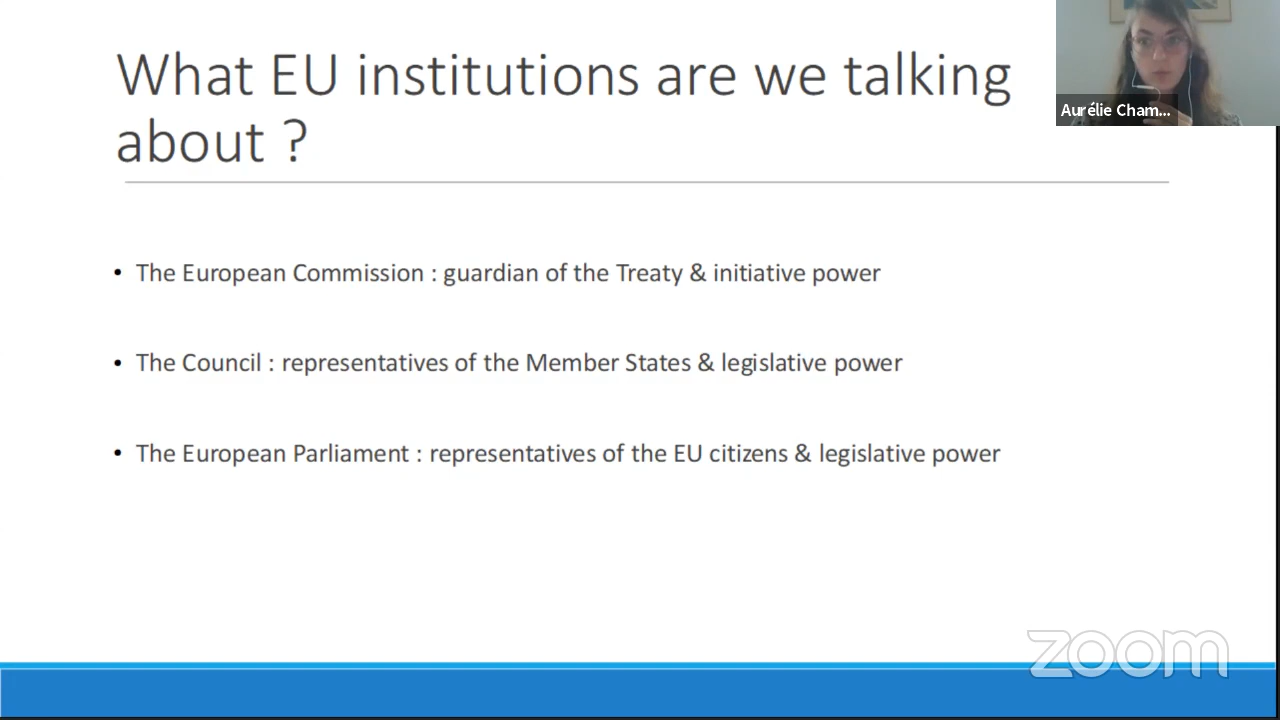 What EU institutions are we talking
about ?
Aurélie Cham...
• The European Commission : guardian of the Treaty & initiative power
• The Council : representatives of the Member States & legislative power
• The European Parliament : representatives of the EU citizens & legislative power
zoom